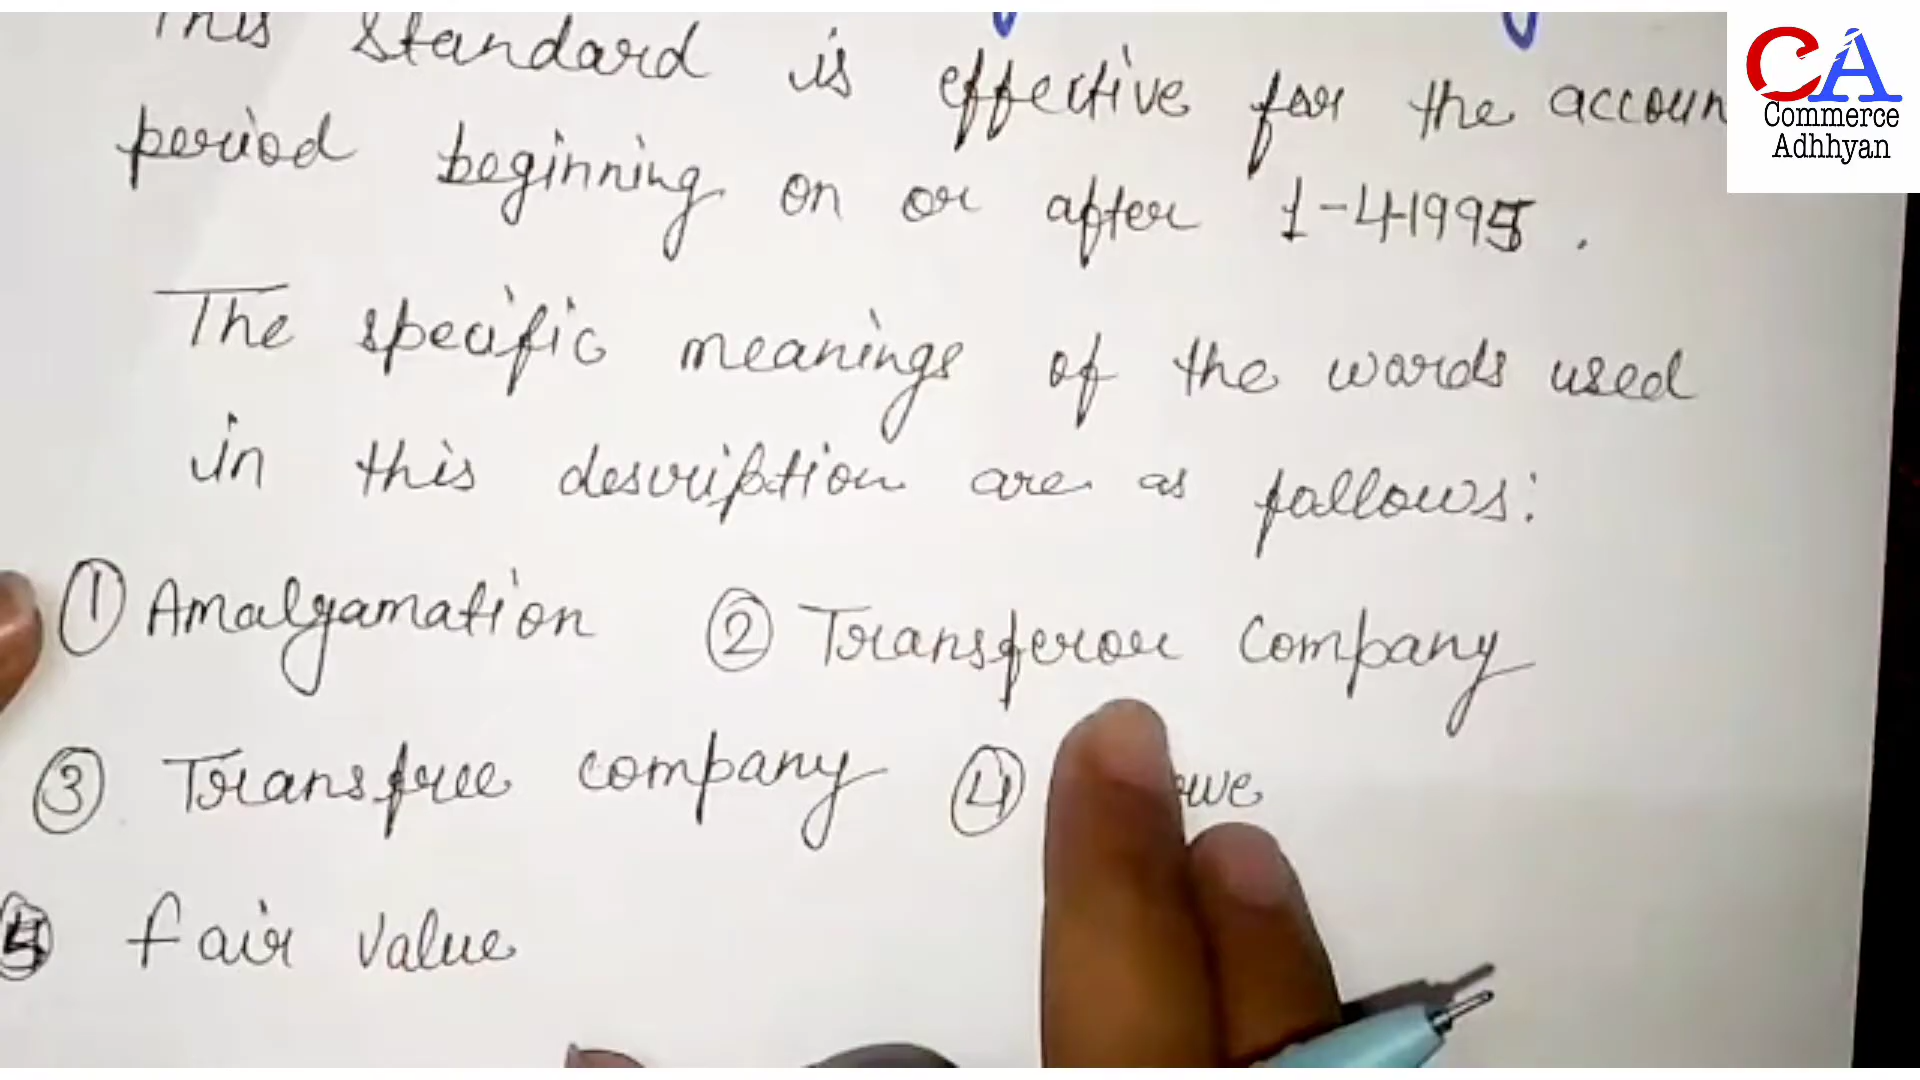 This standard is effective for the accoun
period beginning on or after 1-4-1995.
The specific meanings of the words used
in this description are as follows:
① Amalgamation ② Transferor company
③ Transfree company ④
5 fair value
CA
Commerce
Adhhyan